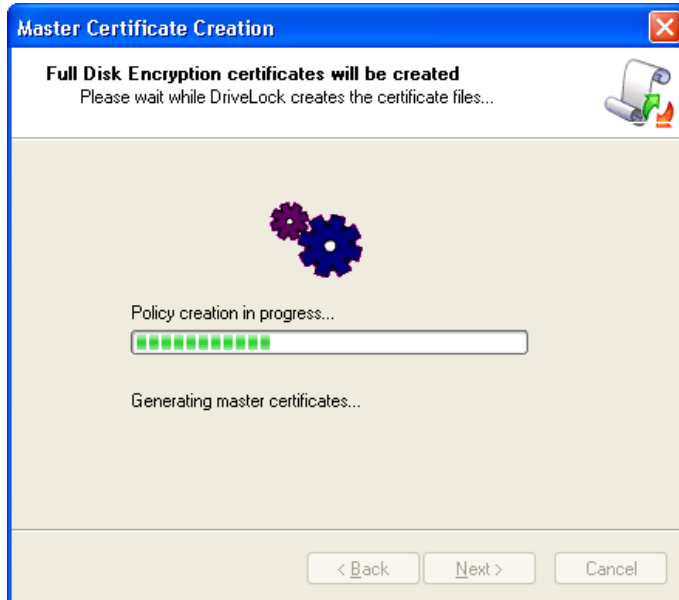 Master Certificate Creation
Full Disk Encryption certificates will be created
Please wait while DriveLock creates the certificate files...
Policy creation in progress...
Generating master certificates...
< Back
Next >
Cancel